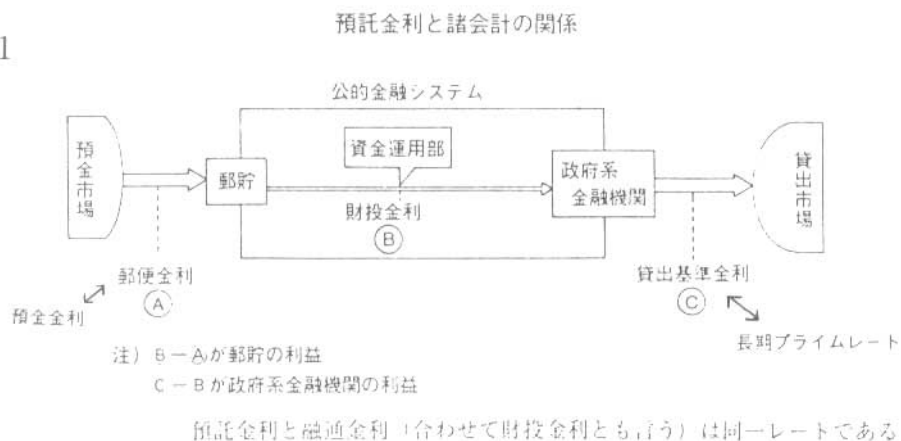 預託金利と諸会計の関係
1
公的金融システム
預金市場
郵貯
資金運用部
財投金利
B
政府系
金融機関
貸出市場
郵便金利
A
預金金利
貸出基準金利
C
長期プライムレート
注) B－Aが郵貯の利益
C－Bが政府系金融機関の利益
預託金利と融通金利（合わせて財投金利とも言う）は同一レートである